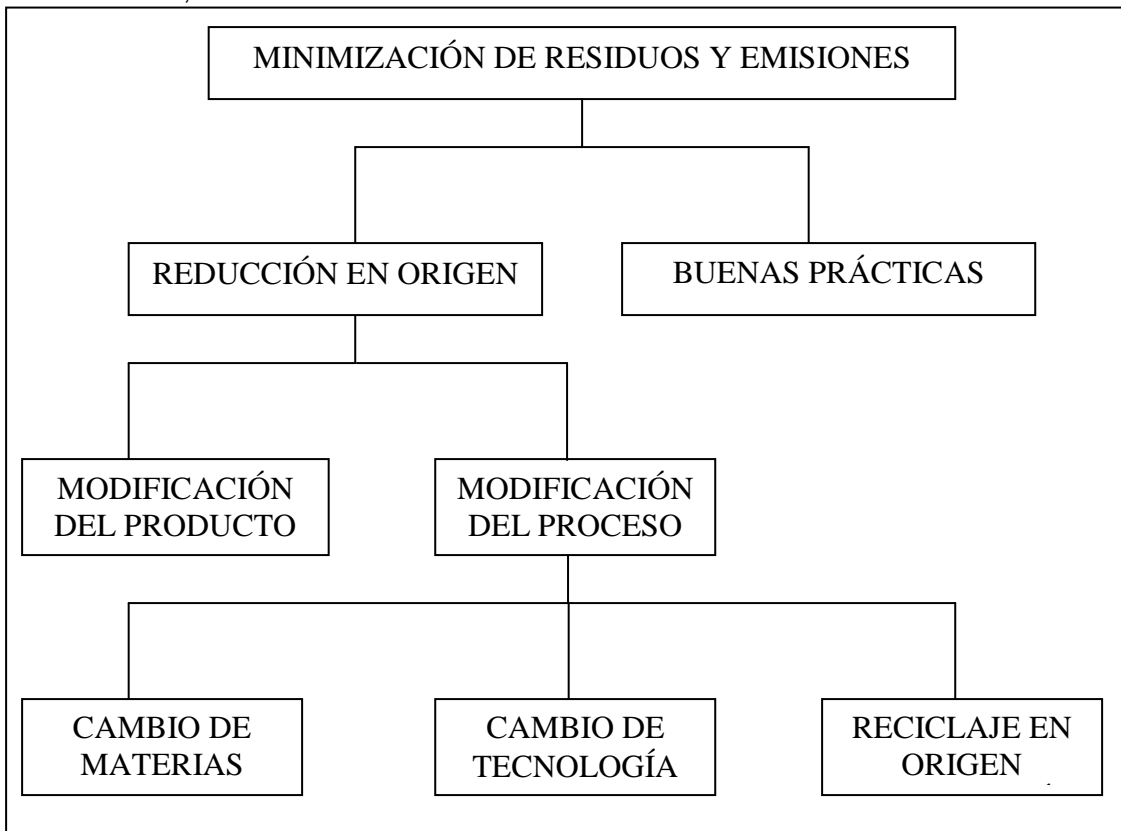 MINIMIZACIÓN DE RESIDUOS Y EMISIONES
REDUCCIÓN EN ORIGEN
BUENAS PRÁCTICAS
MODIFICACIÓN
DEL PRODUCTO
MODIFICACIÓN
DEL PROCESO
CAMBIO DE
MATERIAS
CAMBIO DE
TECNOLOGÍA
RECICLAJE EN
ORIGEN